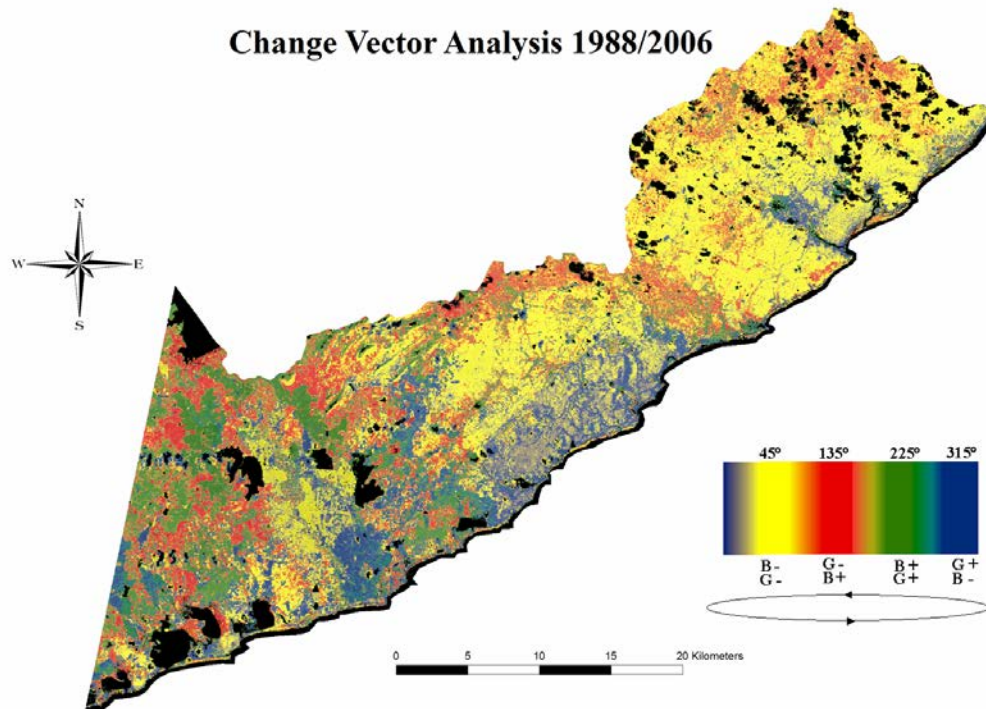 Change Vector Analysis 1988/2006
N
W E
S
45º 135º 225º 315º
B- G- B+ G+
G- B+ G+ B-
0 5 10 15 20 Kilometers